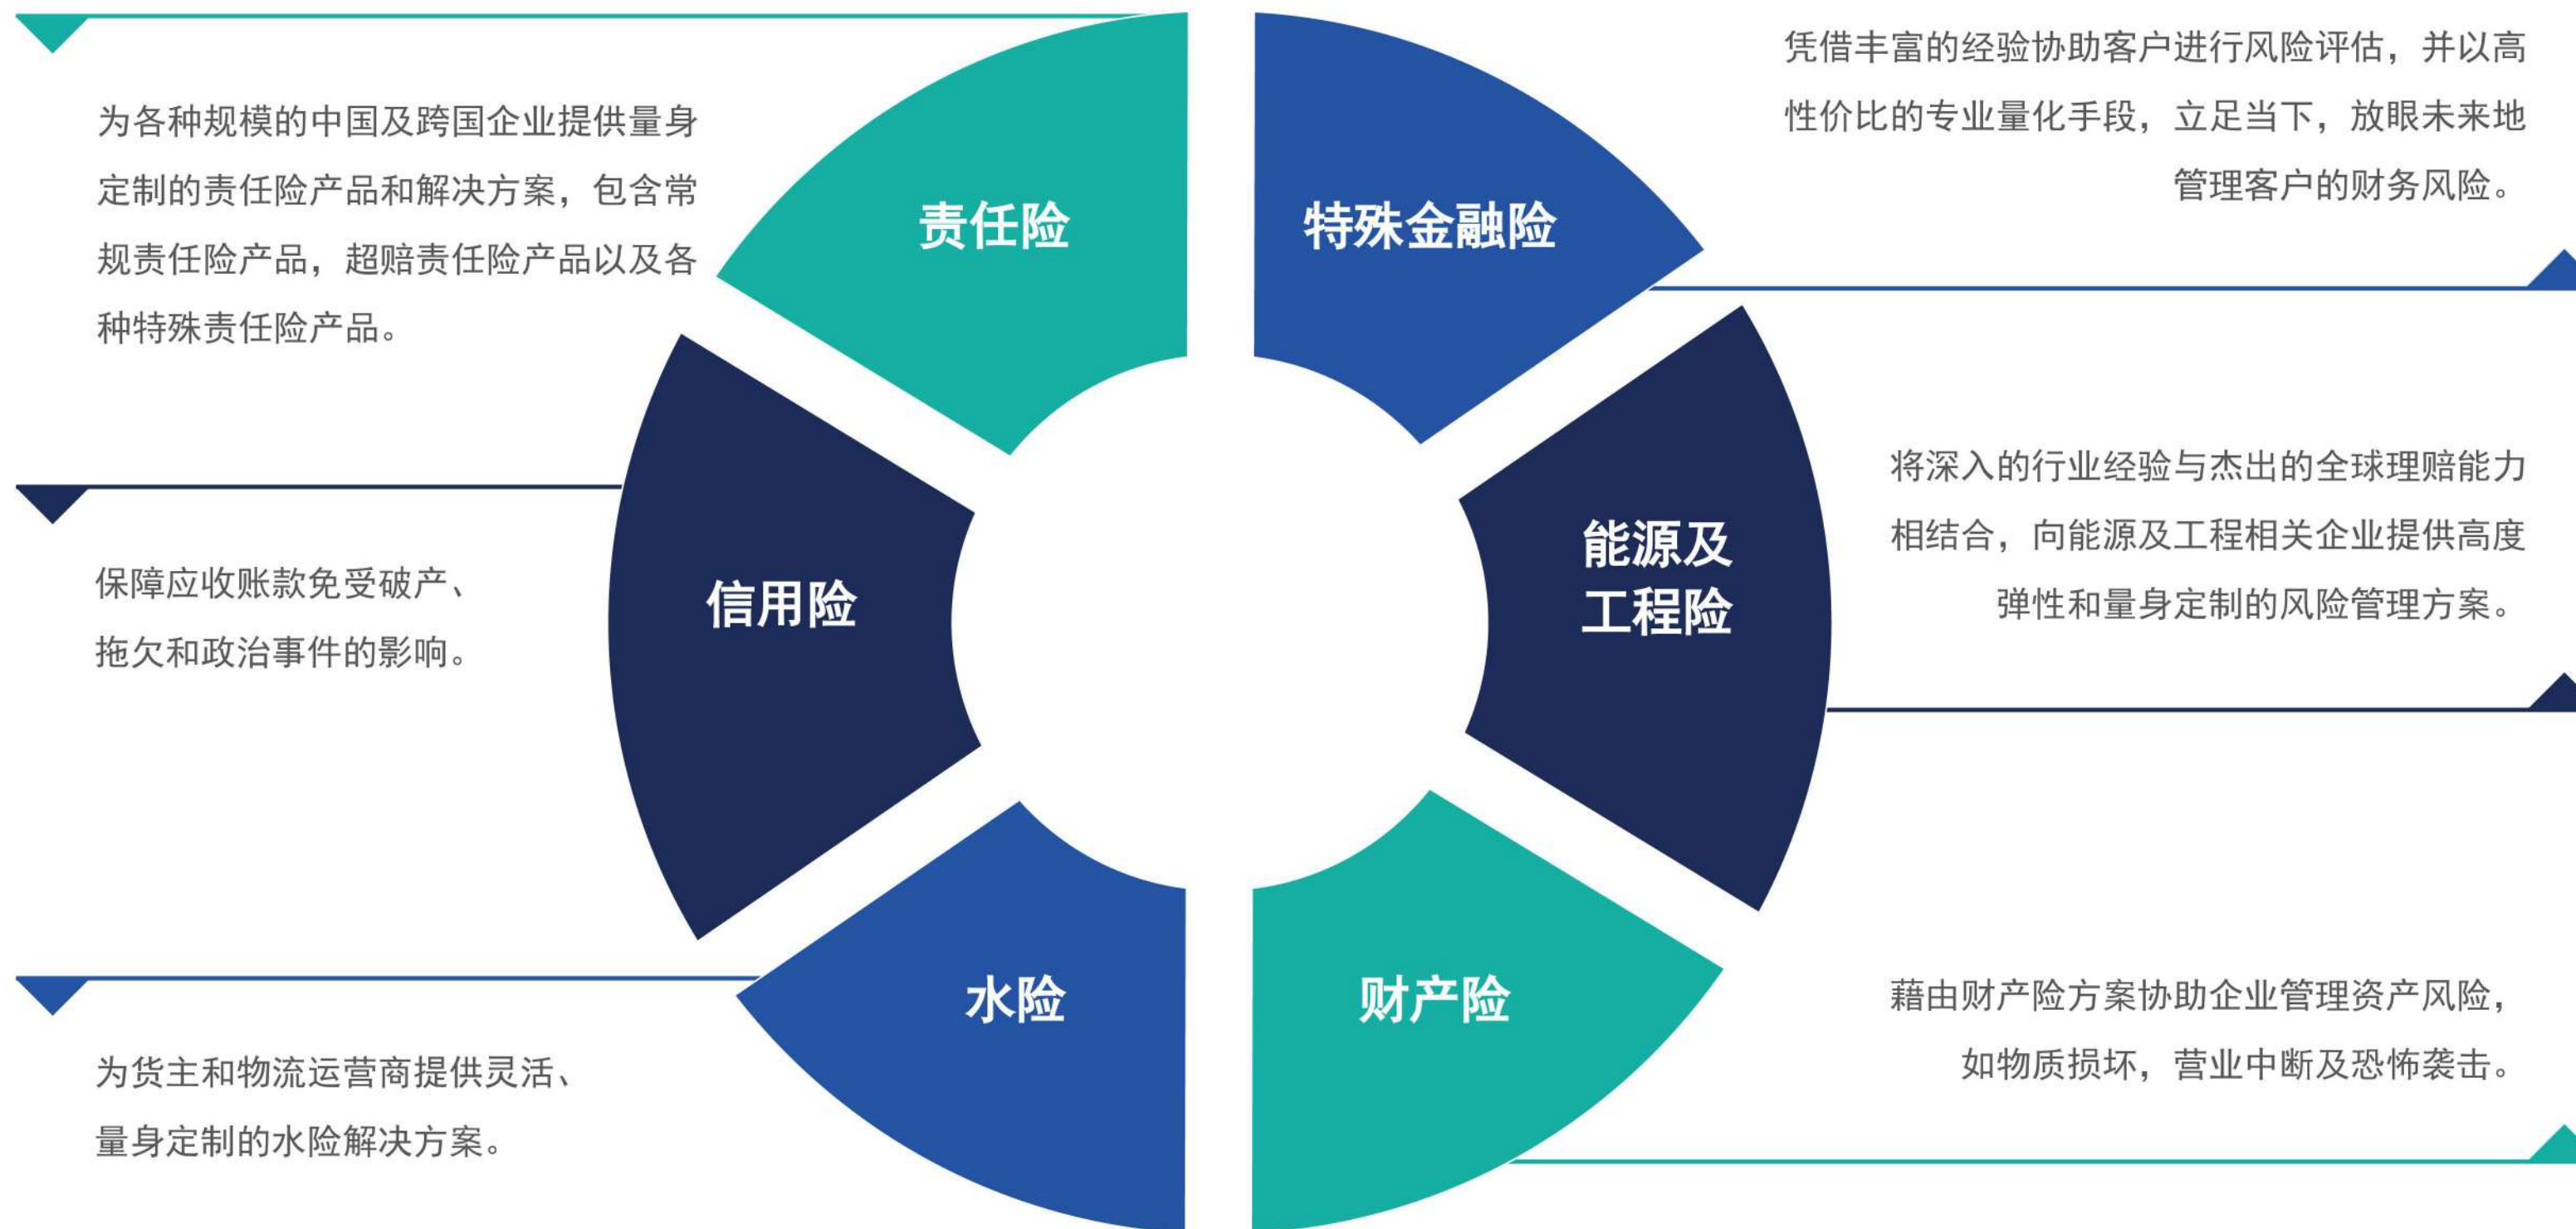 为各种规模的中国及跨国企业提供量身
定制的责任险产品和解决方案，包含常
规责任险产品，超赔责任险产品以及各
种特殊责任险产品。
责任险
特殊金融险
凭借丰富的经验协助客户进行风险评估，并以高
性价比的专业量化手段，立足当下，放眼未来地
管理客户的财务风险。
保障应收账款免受破产、
拖欠和政治事件的影响。
信用险
能源及
工程险
将深入的行业经验与杰出的全球理赔能力
相结合，向能源及工程相关企业提供高度
弹性和量身定制的风险管理方案。
为货主和物流运营商提供灵活、
量身定制的水险解决方案。
水险
财产险
藉由财产险方案协助企业管理资产风险，
如物质损坏，营业中断及恐怖袭击。